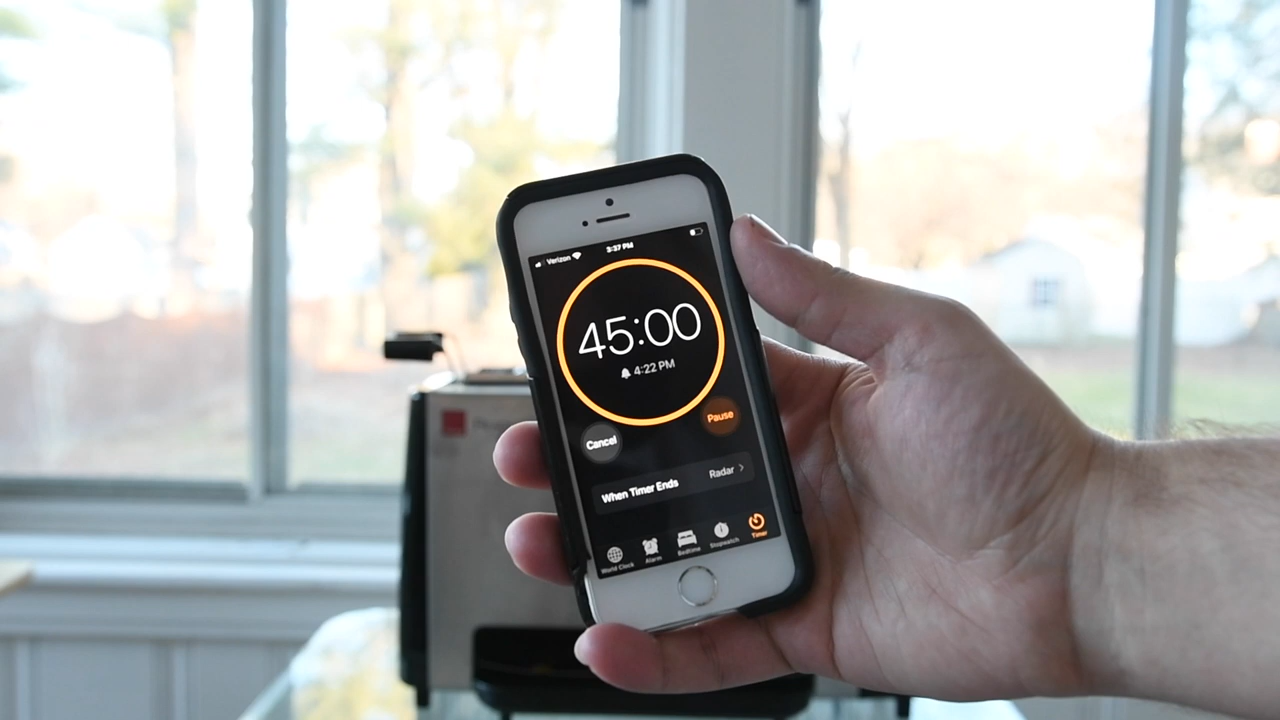 Verizon 3:37 PM
45:00
4:22 PM
Cancel Pause
When Timer Ends Radar
World Clock Alarm Bedtime Stopwatch Timer